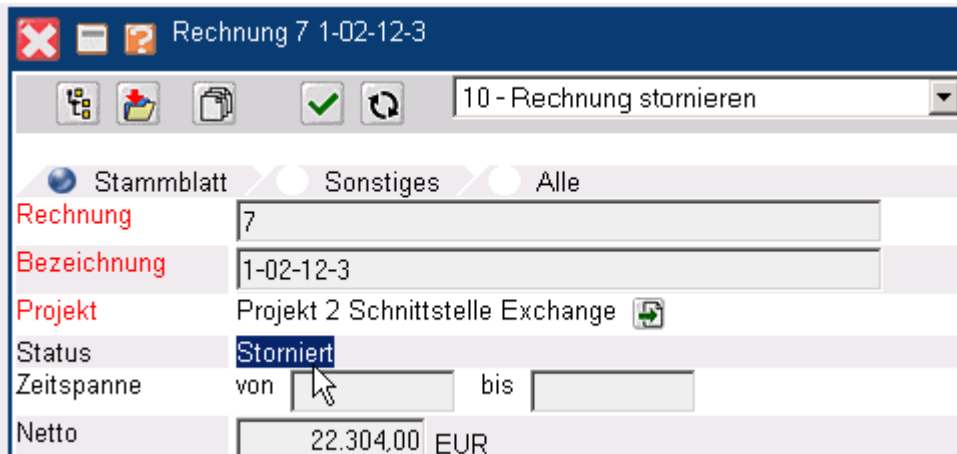 Rechnung 7 1-02-12-3
10 - Rechnung stornieren
Stammblatt Sonstiges Alle
Rechnung 7
Bezeichnung 1-02-12-3
Projekt Projekt 2 Schnittstelle Exchange
Status Storniert
Zeitspanne von bis
Netto 22.304,00 EUR